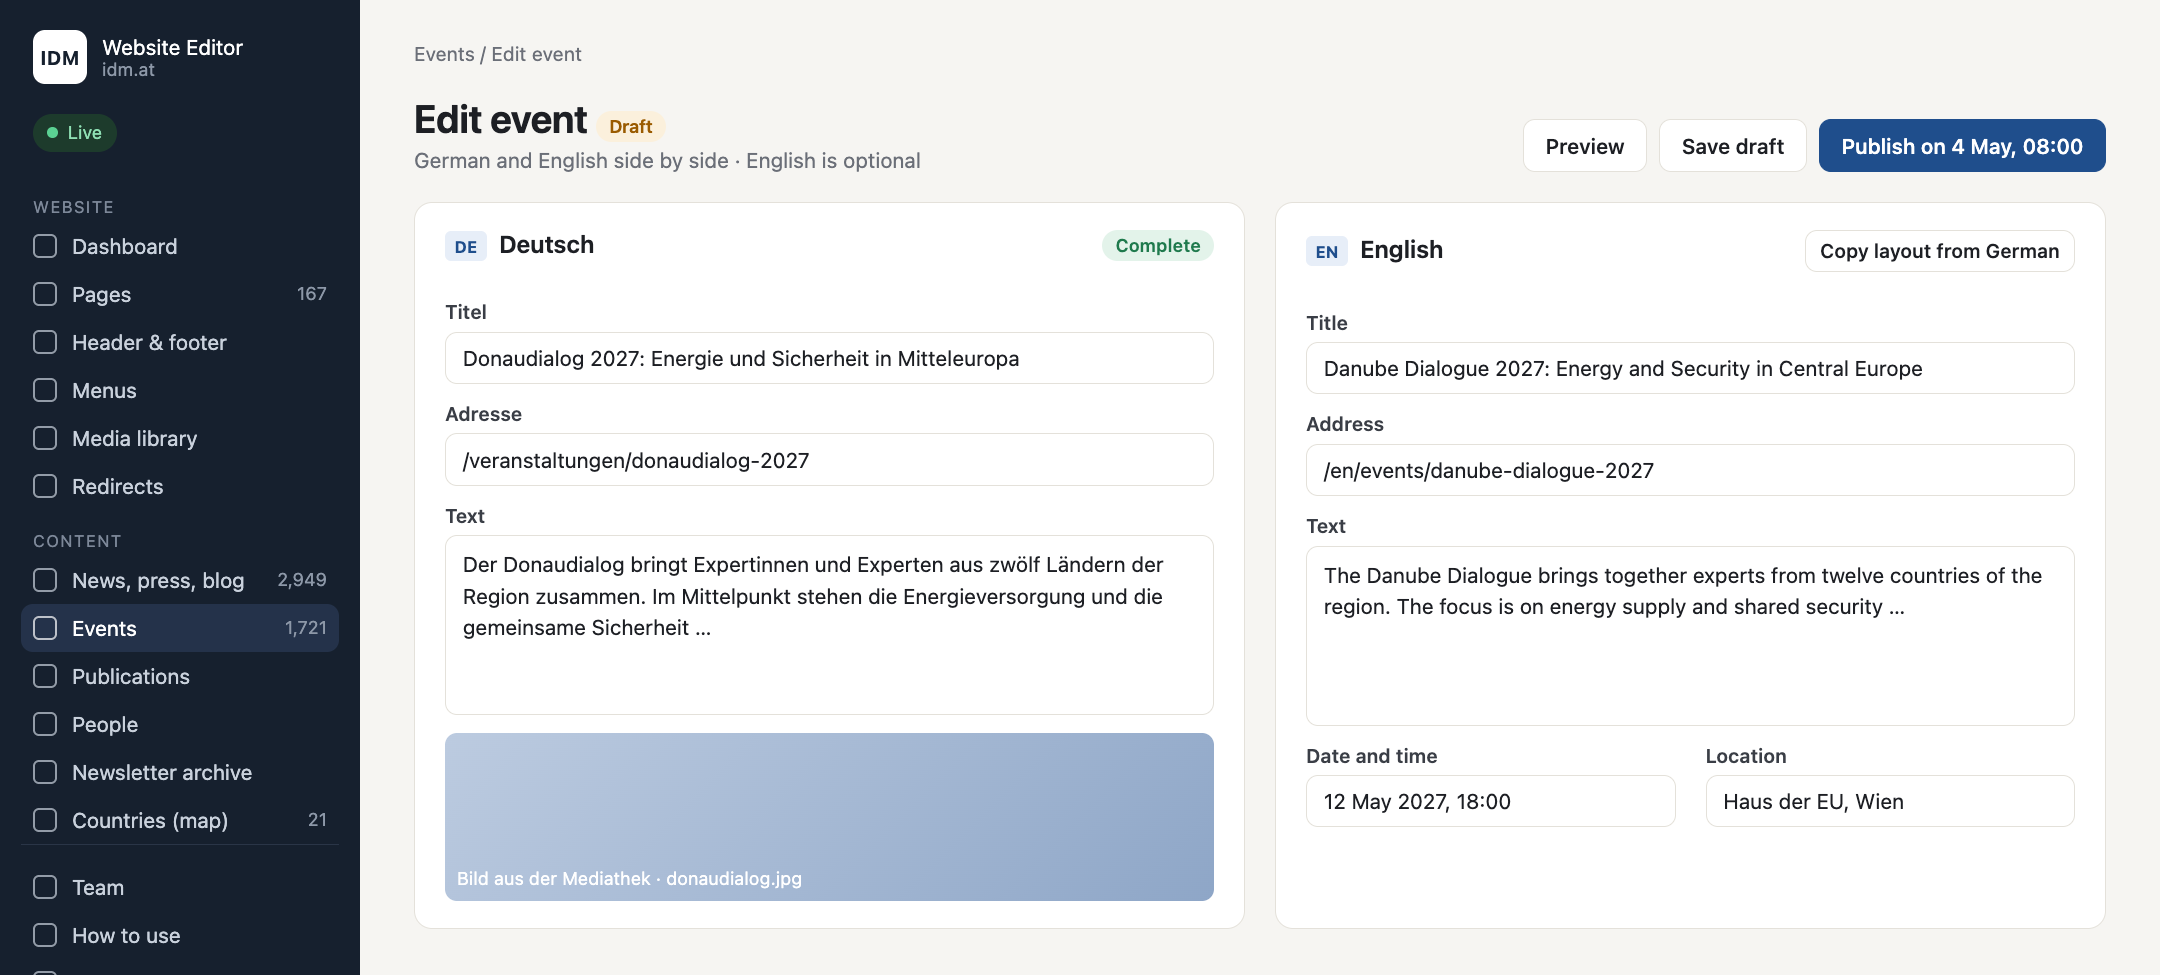 IDM
Website Editor
idm.at
Live
WEBSITE
Dashboard
Pages 167
Header & footer
Menus
Media library
Redirects
CONTENT
News, press, blog 2,949
Events 1,721
Publications
People
Newsletter archive
Countries (map) 21
Team
How to use
Events / Edit event
Edit event Draft
German and English side by side · English is optional
Preview
Save draft
Publish on 4 May, 08:00
DE Deutsch Complete
Titel
Donaudialog 2027: Energie und Sicherheit in Mitteleuropa
Adresse
/veranstaltungen/donaudialog-2027
Text
Der Donaudialog bringt Expertinnen und Experten aus zwölf Ländern der
Region zusammen. Im Mittelpunkt stehen die Energieversorgung und die
gemeinsame Sicherheit ...
Bild aus der Mediathek · donaudialog.jpg
EN English Copy layout from German
Title
Danube Dialogue 2027: Energy and Security in Central Europe
Address
/en/events/danube-dialogue-2027
Text
The Danube Dialogue brings together experts from twelve countries of the
region. The focus is on energy supply and shared security ...
Date and time
12 May 2027, 18:00
Location
Haus der EU, Wien